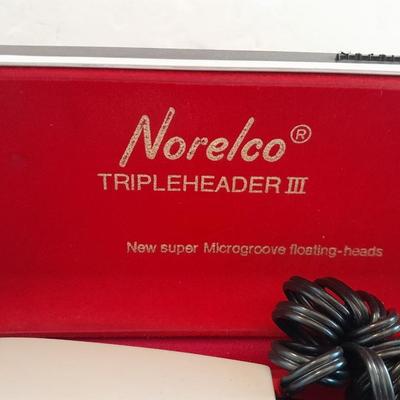 Norelco®
TRIPLEHEADER III
New super Microgroove floating-heads